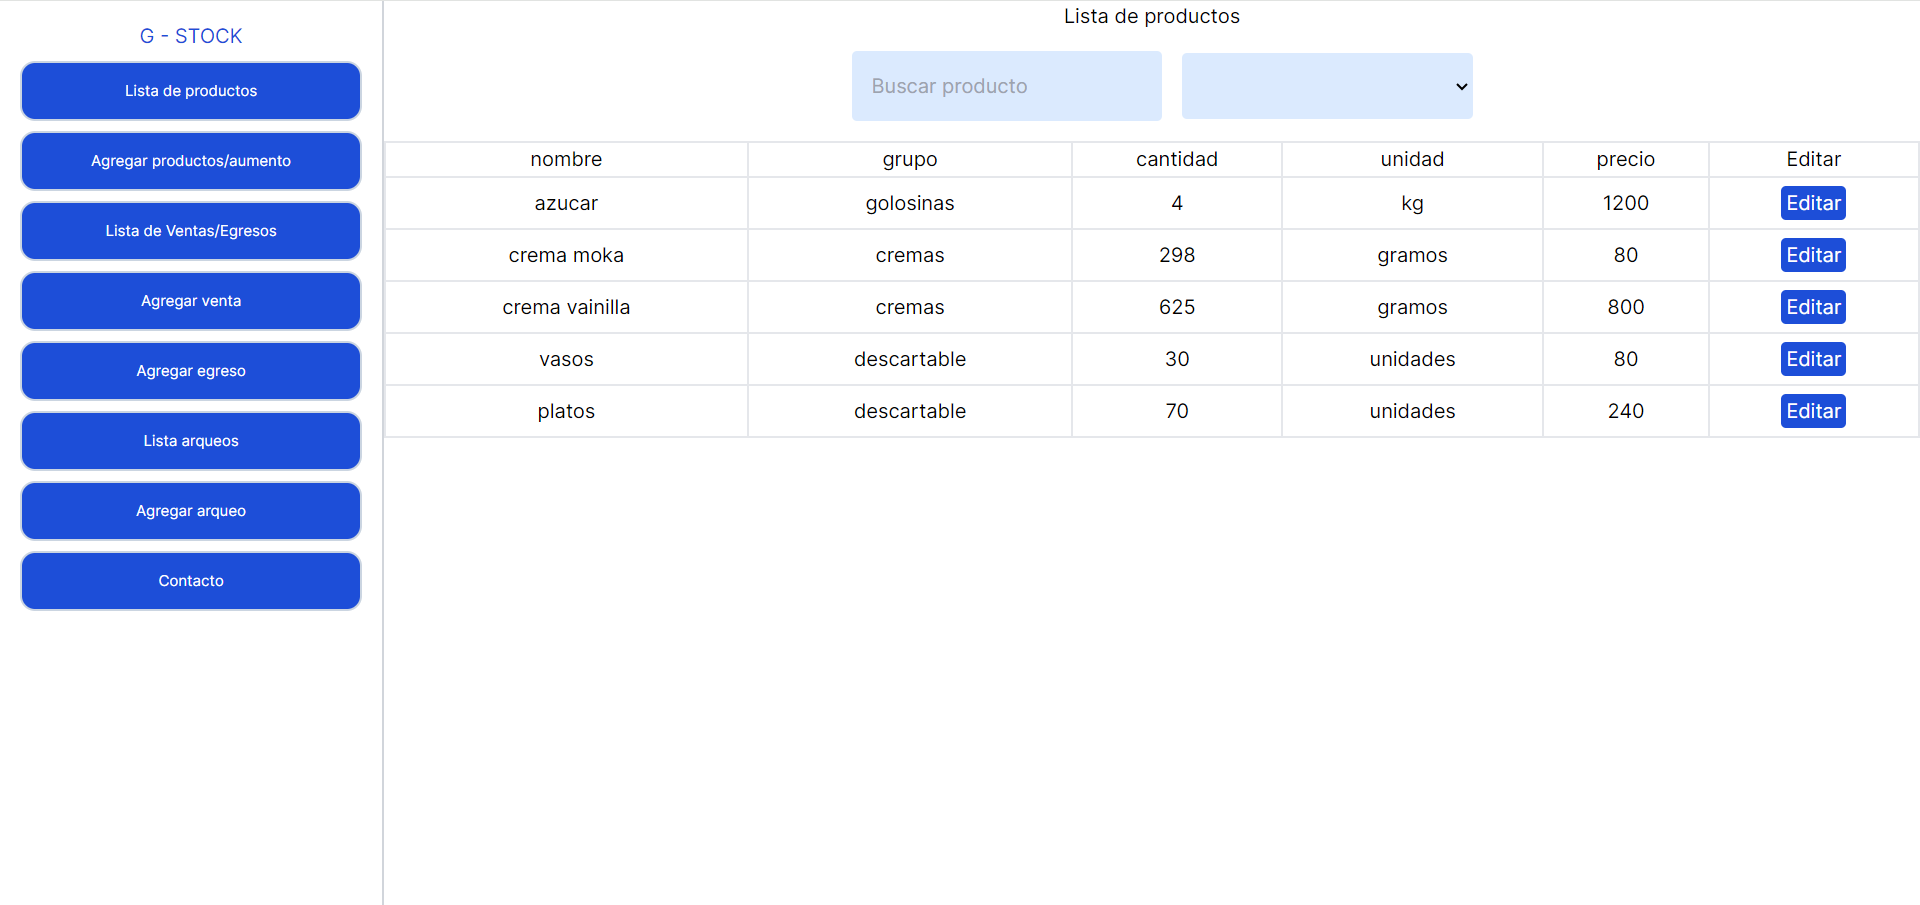 G - STOCK
Lista de productos
Agregar productos/aumento
Lista de Ventas/Egresos
Agregar venta
Agregar egreso
Lista arqueos
Agregar arqueo
Contacto
Lista de productos
Buscar producto
nombre grupo cantidad unidad precio Editar
azucar golosinas 4 kg 1200 Editar
crema moka cremas 298 gramos 80 Editar
crema vainilla cremas 625 gramos 800 Editar
vasos descartable 30 unidades 80 Editar
platos descartable 70 unidades 240 Editar